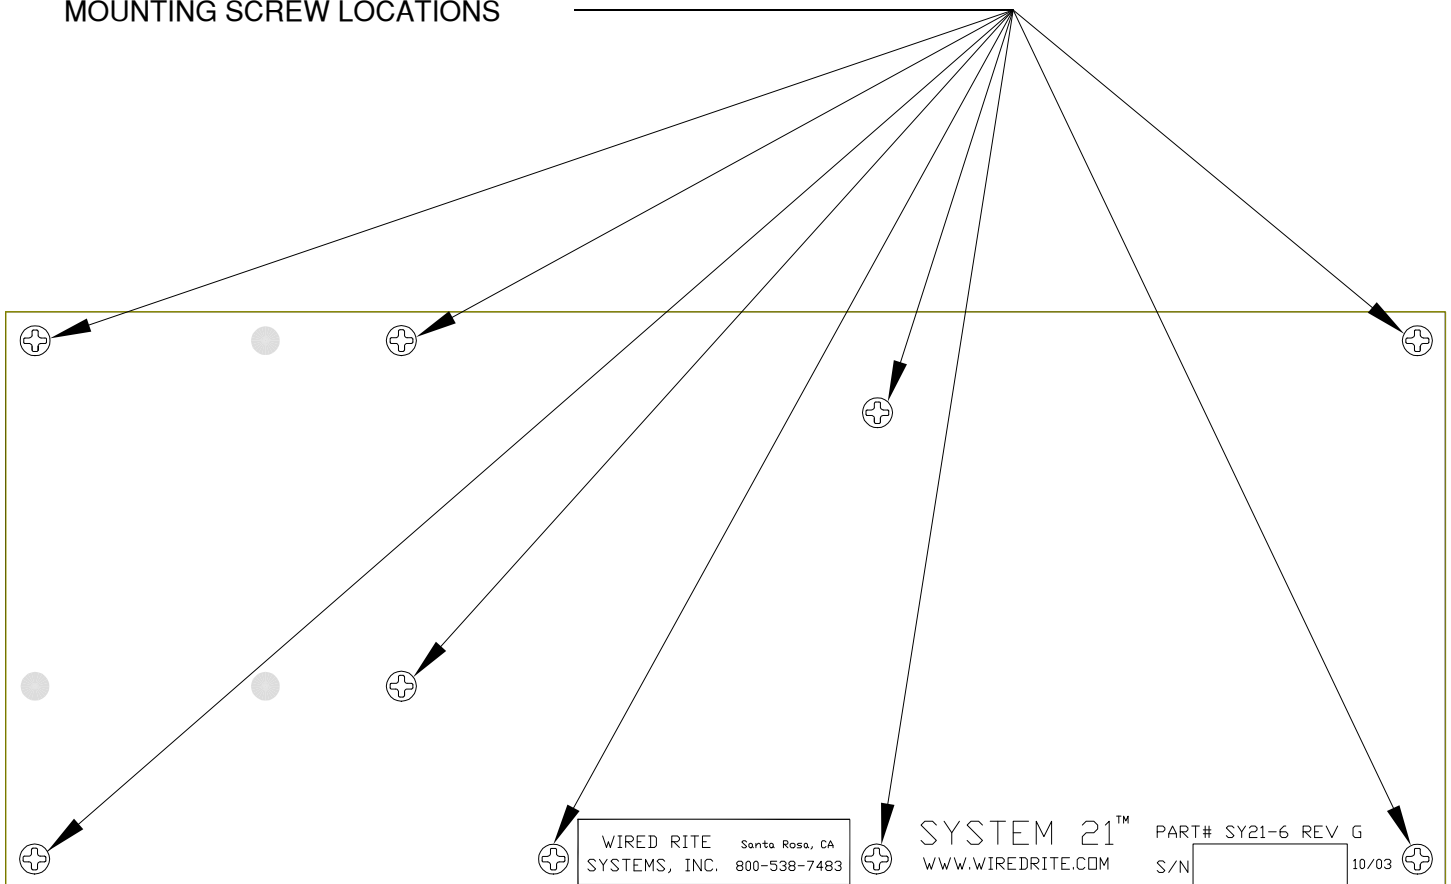 MOUNTING SCREW LOCATIONS
WIRED RITE Santa Rosa, CA
SYSTEMS, INC. 800-538-7483
SYSTEM 21™
WWW.WIREDRITE.COM
PART# SY21-6 REV G
S/N 10/03